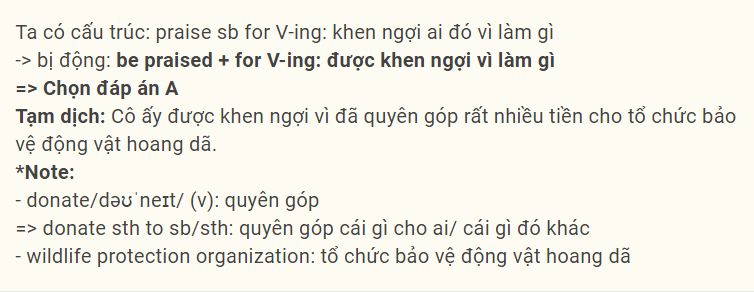 Ta có cấu trúc: praise sb for V-ing: khen ngợi ai đó vì làm gì
-> bị động: be praised + for V-ing: được khen ngợi vì làm gì
=> Chọn đáp án A
Tạm dịch: Cô ấy được khen ngợi vì đã quyên góp rất nhiều tiền cho tổ chức bảo
vệ động vật hoang dã.
*Note:
- donate/dəʊˈneɪt/ (v): quyên góp
=> donate sth to sb/sth: quyên góp cái gì cho ai/ cái gì đó khác
- wildlife protection organization: tổ chức bảo vệ động vật hoang dã